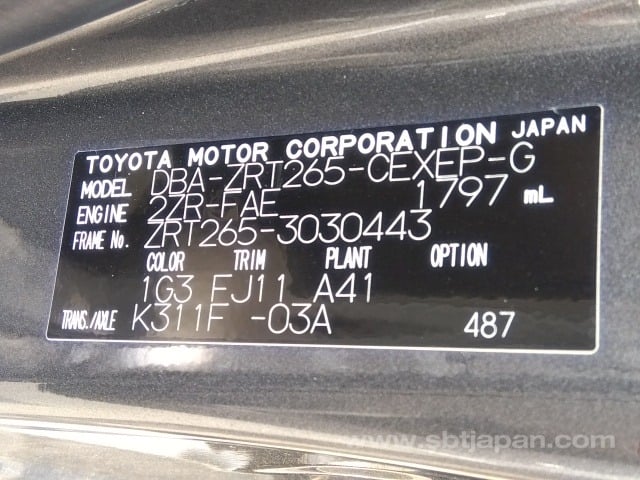 TOYOTA MOTOR CORPORATION JAPAN
MODEL DBA-ZRT265-CEXEP-G
ENGINE 2ZR-FAE 1797 mL
FRAME No. ZRT265-3030443
COLOR TRIM PLANT OPTION
1G3 FJ11 A41
TRANS./AXLE K311F -03A 487
www.sbtjapan.com